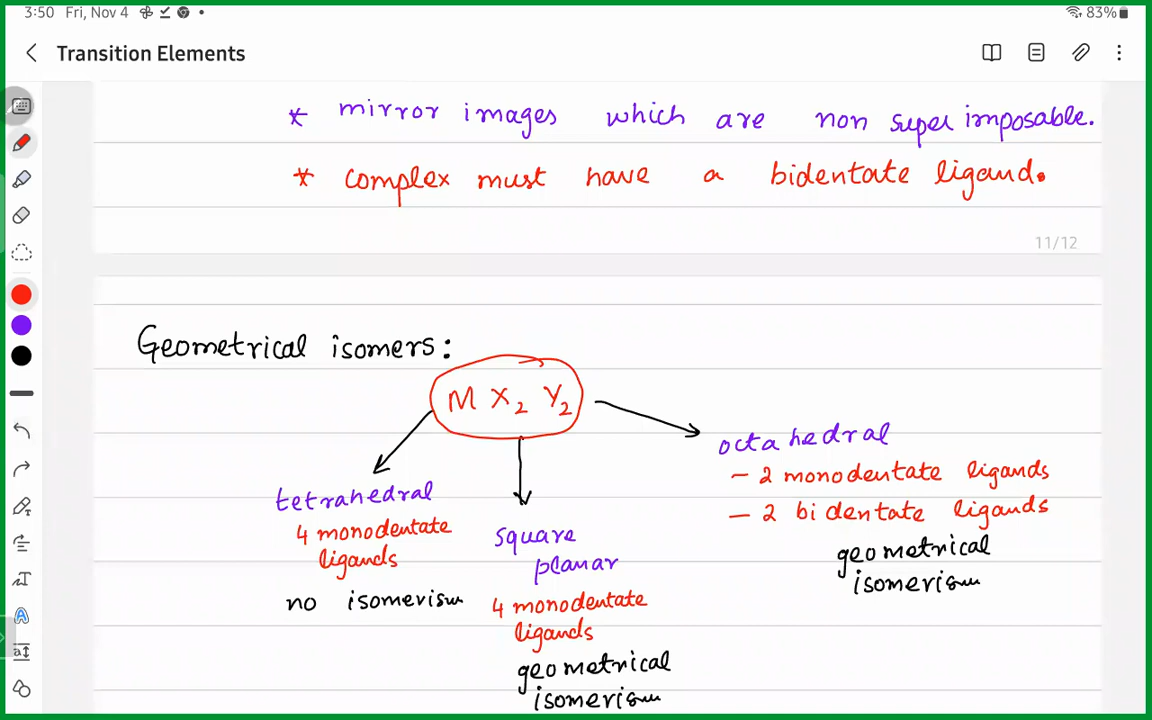 3:50 Fri, Nov 4
83%
Transition Elements
* mirror images which are non super imposable.
* complex must have a bidentate ligand.
11/12
Geometrical isomers:
M X2 Y2
octahedral
- 2 monodentate ligands
- 2 bidentate ligands
geometrical
isomerism
tetrahedral
4 monodentate
ligands
no isomerism
square
planar
4 monodentate
ligands
geometrical
isomerism